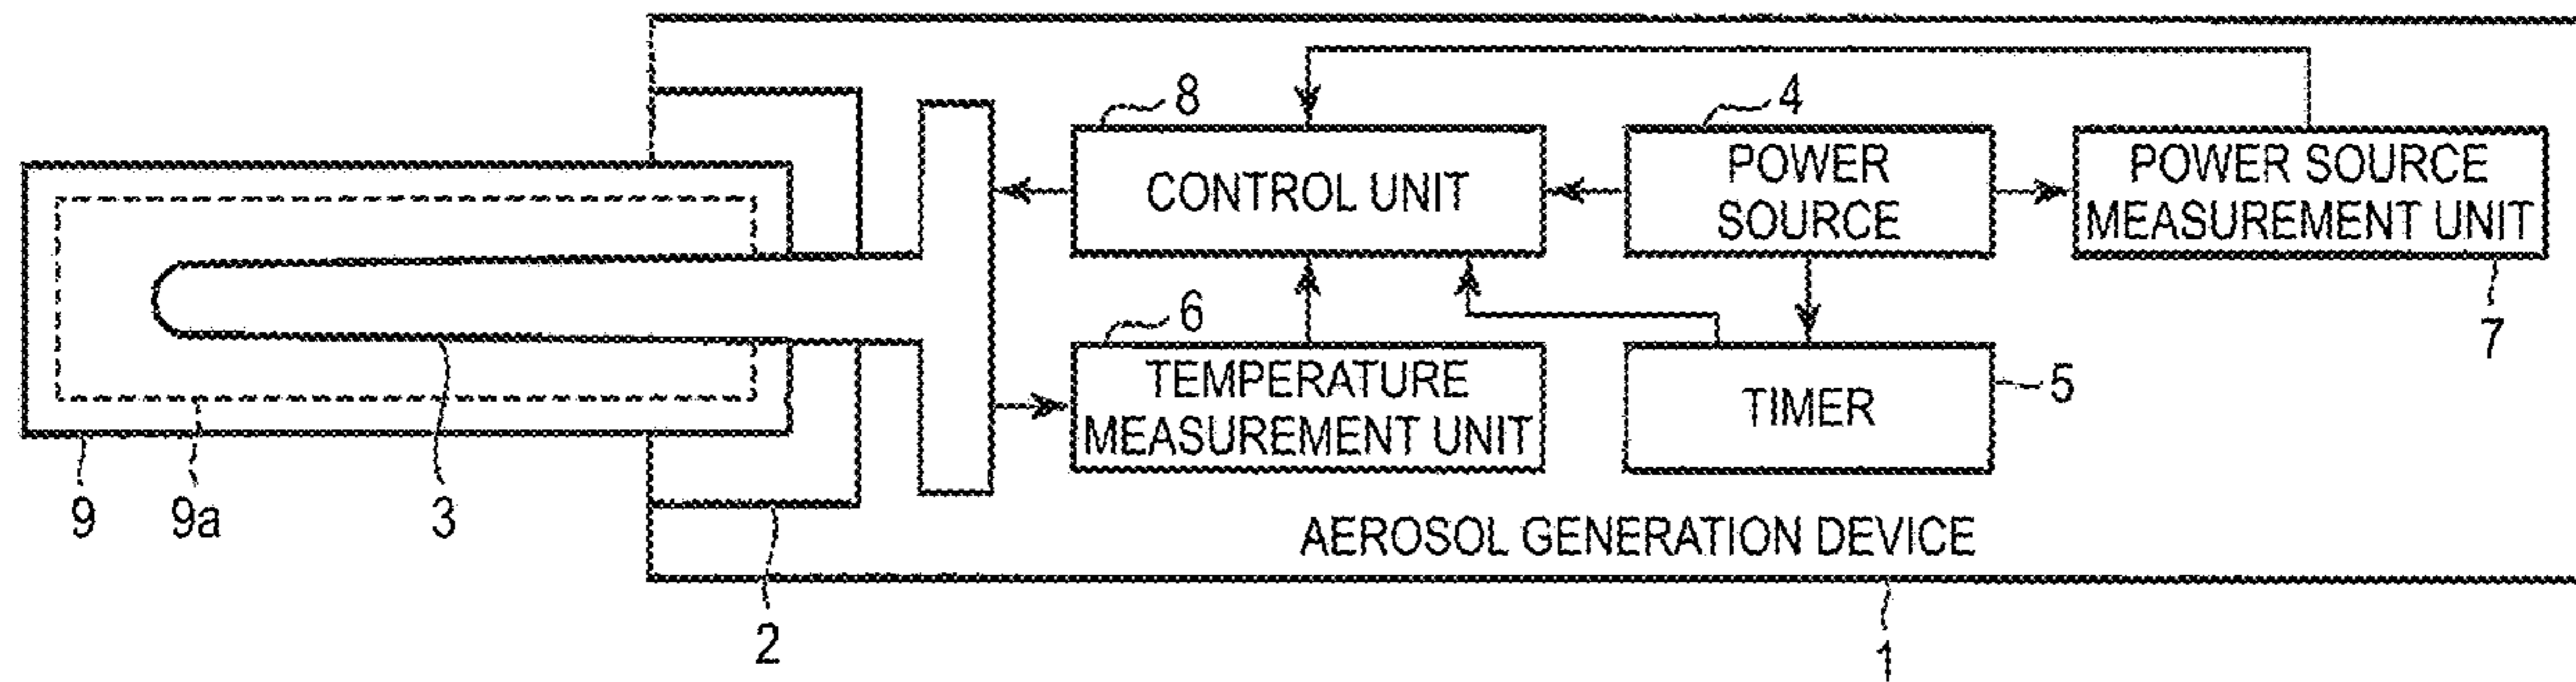 8
4
CONTROL UNIT
POWER
SOURCE
POWER SOURCE
MEASUREMENT UNIT
6
7
TEMPERATURE
MEASUREMENT UNIT
TIMER
5
9
9a
3
AEROSOL GENERATION DEVICE
2
1